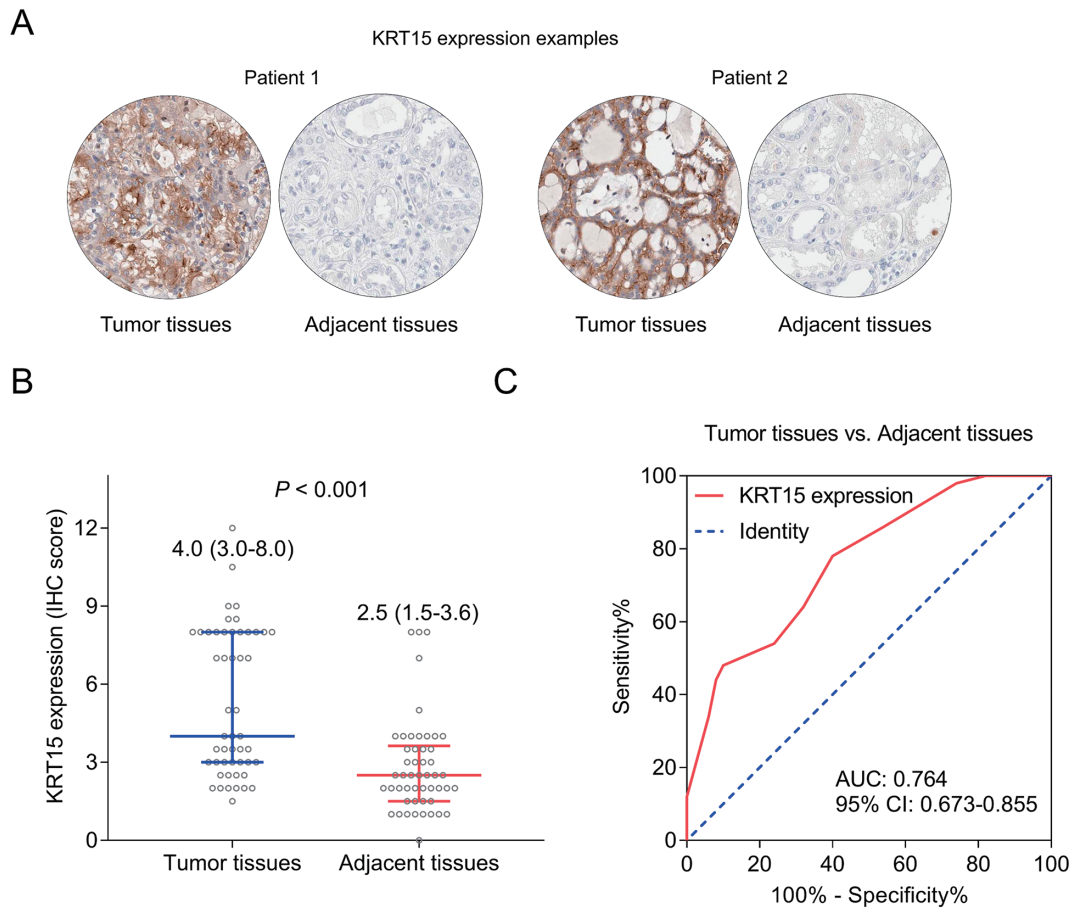 A
KRT15 expression examples
Patient 1
Patient 2
Tumor tissues
Adjacent tissues
Tumor tissues
Adjacent tissues
B
P < 0.001
4.0 (3.0-8.0)
2.5 (1.5-3.6)
KRT15 expression (IHC score)
12
9
6
3
0
Tumor tissues
Adjacent tissues
C
Tumor tissues vs. Adjacent tissues
KRT15 expression
Identity
AUC: 0.764
95% CI: 0.673-0.855
Sensitivity%
100
80
60
40
20
0
0
20
40
60
80
100
100% - Specificity%